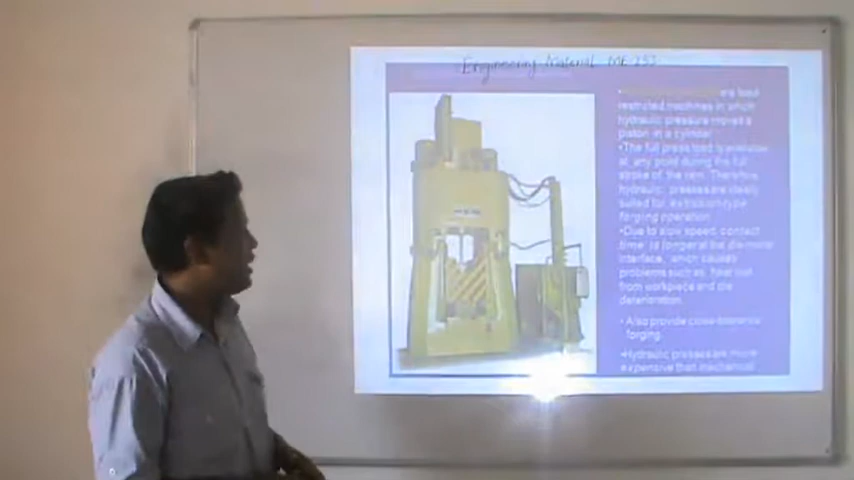 Engineering Material ME 253
are load
restricted machines in which
hydraulic pressure moves a
piston in a cylinder
•The full press load is available
at any point during the full
stroke of the ram. Therefore
hydraulic presses are ideally
suited for extrusion type
forging operation.
•Due to slow speed, contact
time is longer at the die-metal
interface, which causes
problems such as heat lost
from workpiece and die
deterioration.
• Also provide close-tolerance
forging.
•Hydraulic presses are more
expensive than mechanical